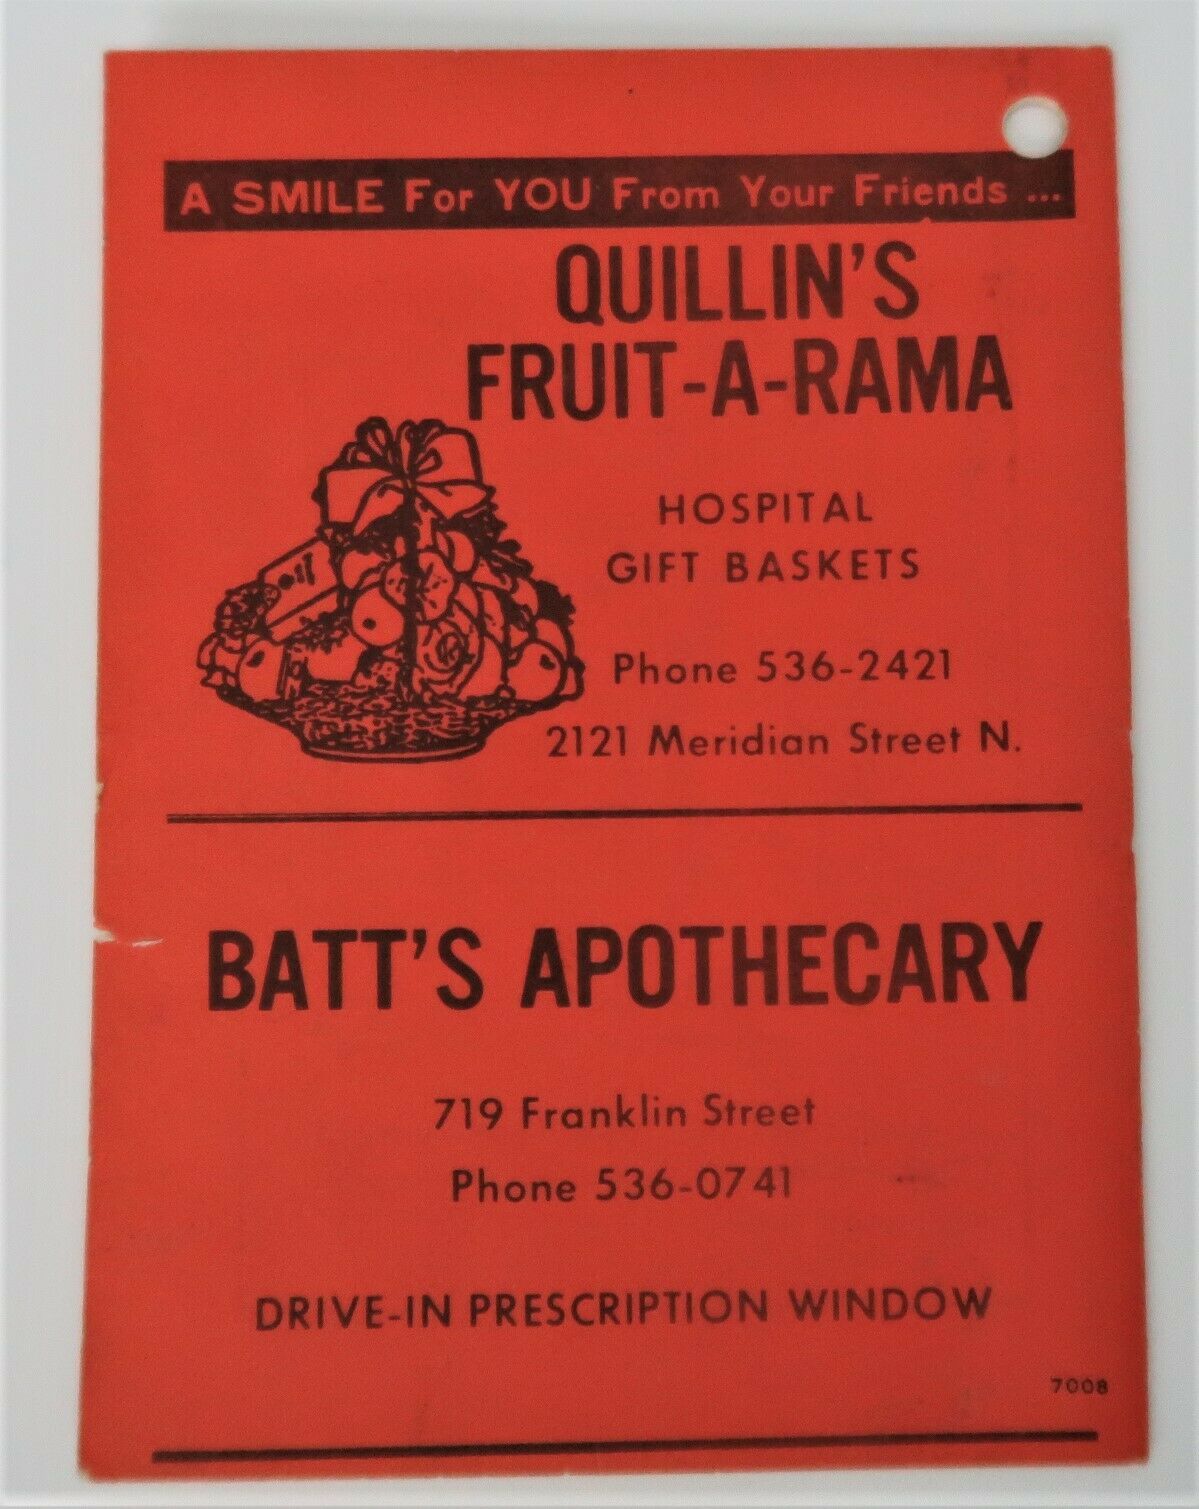 A SMILE For YOU From Your Friends ...
QUILLIN'S
FRUIT-A-RAMA
HOSPITAL
GIFT BASKETS
Phone 536-2421
2121 Meridian Street N.
BATT'S APOTHECARY
719 Franklin Street
Phone 536-0741
DRIVE-IN PRESCRIPTION WINDOW
7008